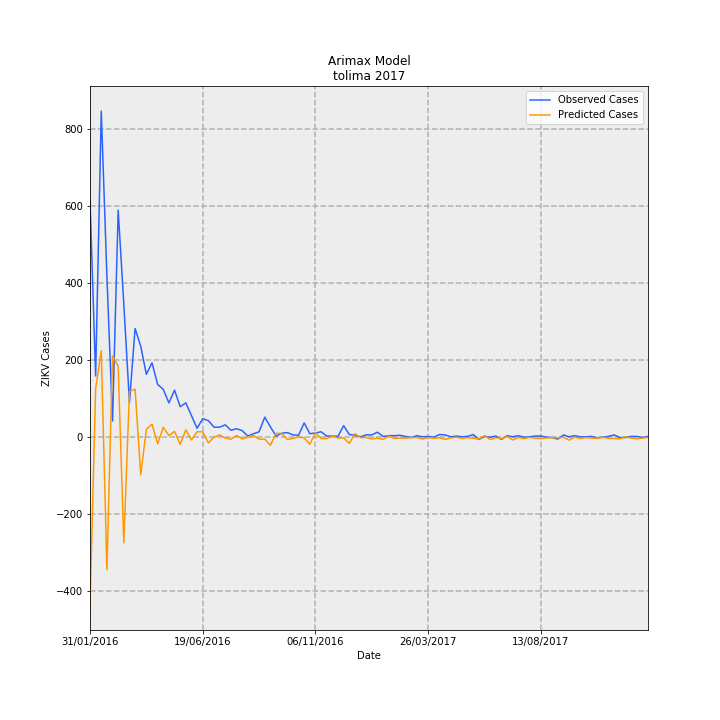 Arimax Model
tolima 2017
Observed Cases
Predicted Cases
ZIKV Cases
800
600
400
200
0
−200
−400
31/01/2016
19/06/2016
06/11/2016
26/03/2017
13/08/2017
Date